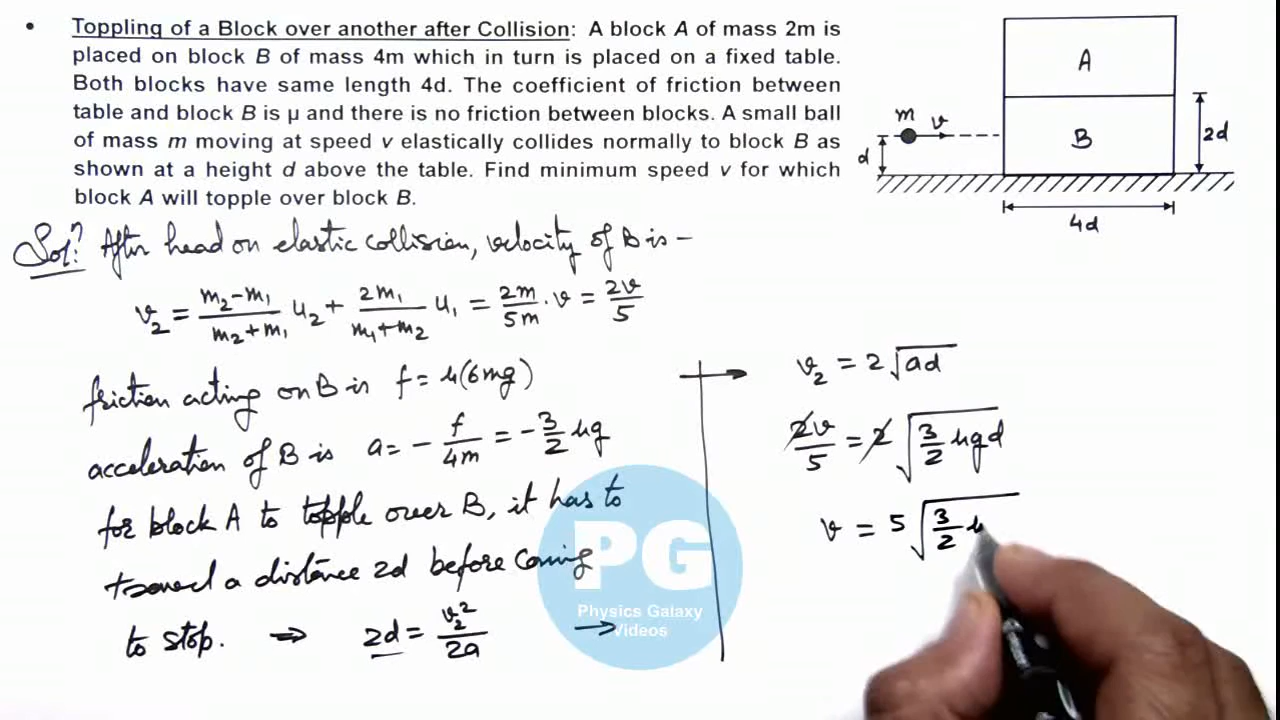 • Toppling of a Block over another after Collision: A block A of mass 2m is
placed on block B of mass 4m which in turn is placed on a fixed table.
Both blocks have same length 4d. The coefficient of friction between
table and block B is μ and there is no friction between blocks. A small ball
of mass m moving at speed v elastically collides normally to block B as
shown at a height d above the table. Find minimum speed v for which
block A will topple over block B.
A
B
m
v
d
2d
4d
Solⁿ: After head on elastic collision, velocity of B is –
v₂ = (m₂–m₁)/(m₂+m₁) u₂ + 2m₁/(m₁+m₂) u₁ = 2m/5m · v = 2v/5
friction acting on B is f = μ(6mg)
acceleration of B is a = – f/4m = – 3/2 μg
for block A to topple over B, it has to
travel a distance 2d before coming
to stop. ⇒ 2d = v₂²/2a →
v₂ = 2√ad
2v/5 = 2 √(3/2 μgd)
v = 5 √(3/2 μ
PG
Physics Galaxy
Videos